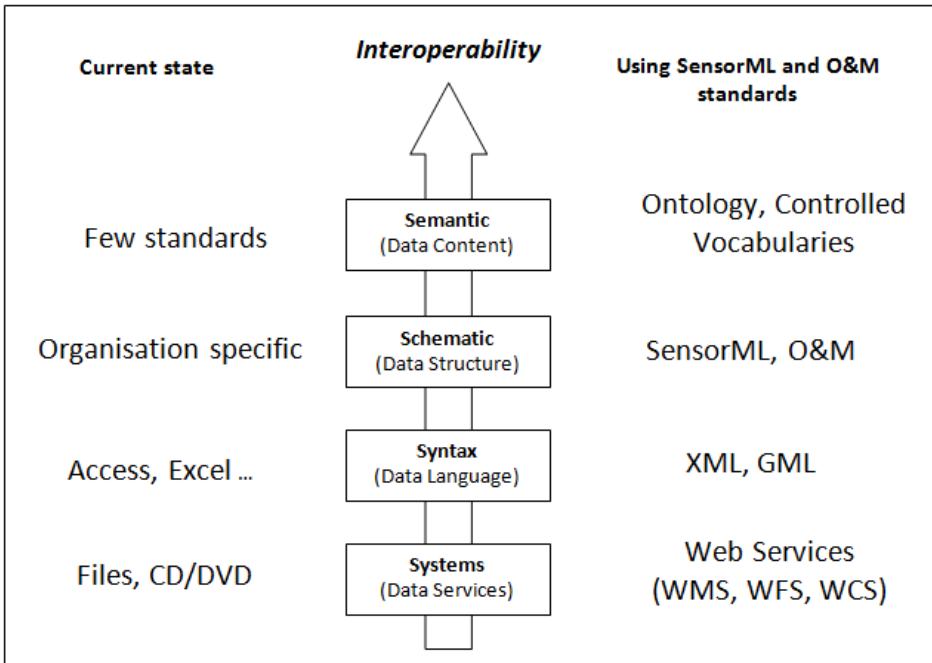 Current state
Interoperability
Using SensorML and O&M
standards
Few standards
Semantic
(Data Content)
Ontology, Controlled
Vocabularies
Organisation specific
Schematic
(Data Structure)
SensorML, O&M
Access, Excel ...
Syntax
(Data Language)
XML, GML
Files, CD/DVD
Systems
(Data Services)
Web Services
(WMS, WFS, WCS)